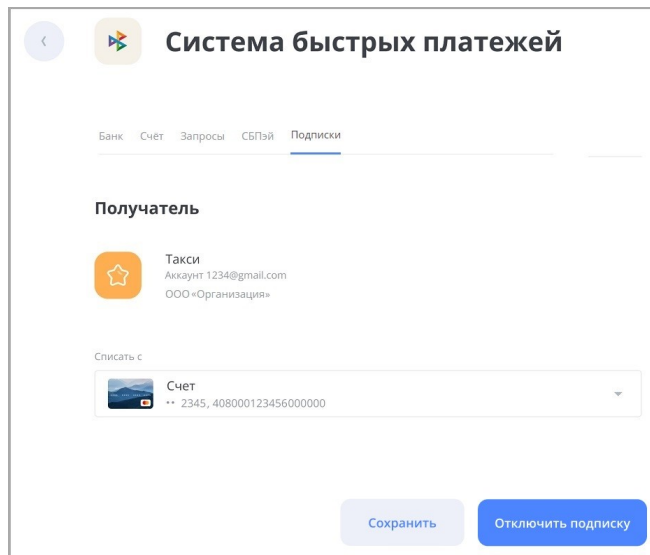 Система быстрых платежей
Банк Счёт Запросы СБПэй Подписки
Получатель
Такси
Аккаунт 1234@gmail.com
ООО «Организация»
Списать с
Счет
•• 2345, 408000123456000000
Сохранить Отключить подписку